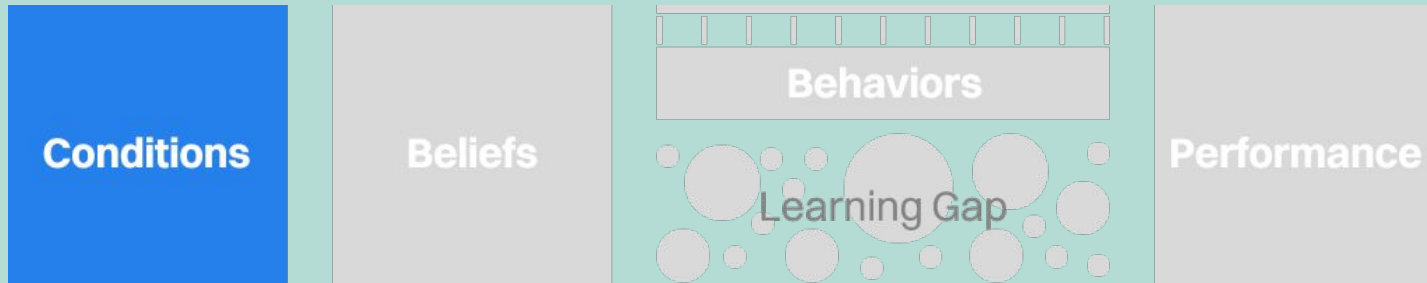 Conditions
Beliefs
Behaviors
Learning Gap
Performance